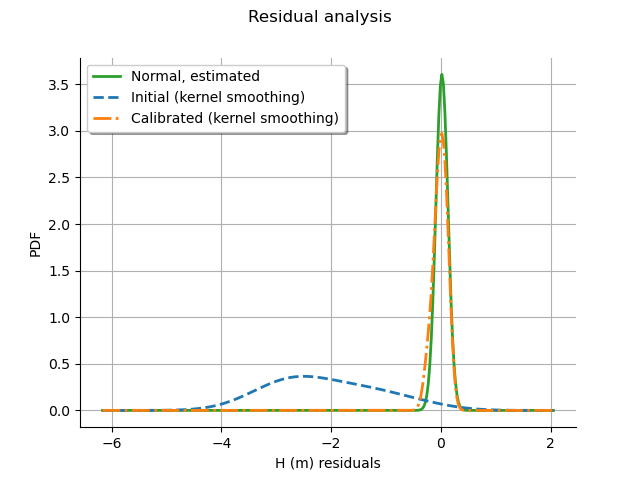 Residual analysis
Normal, estimated
Initial (kernel smoothing)
Calibrated (kernel smoothing)
PDF
3.5
3.0
2.5
2.0
1.5
1.0
0.5
0.0
−6 −4 −2 0 2
H (m) residuals